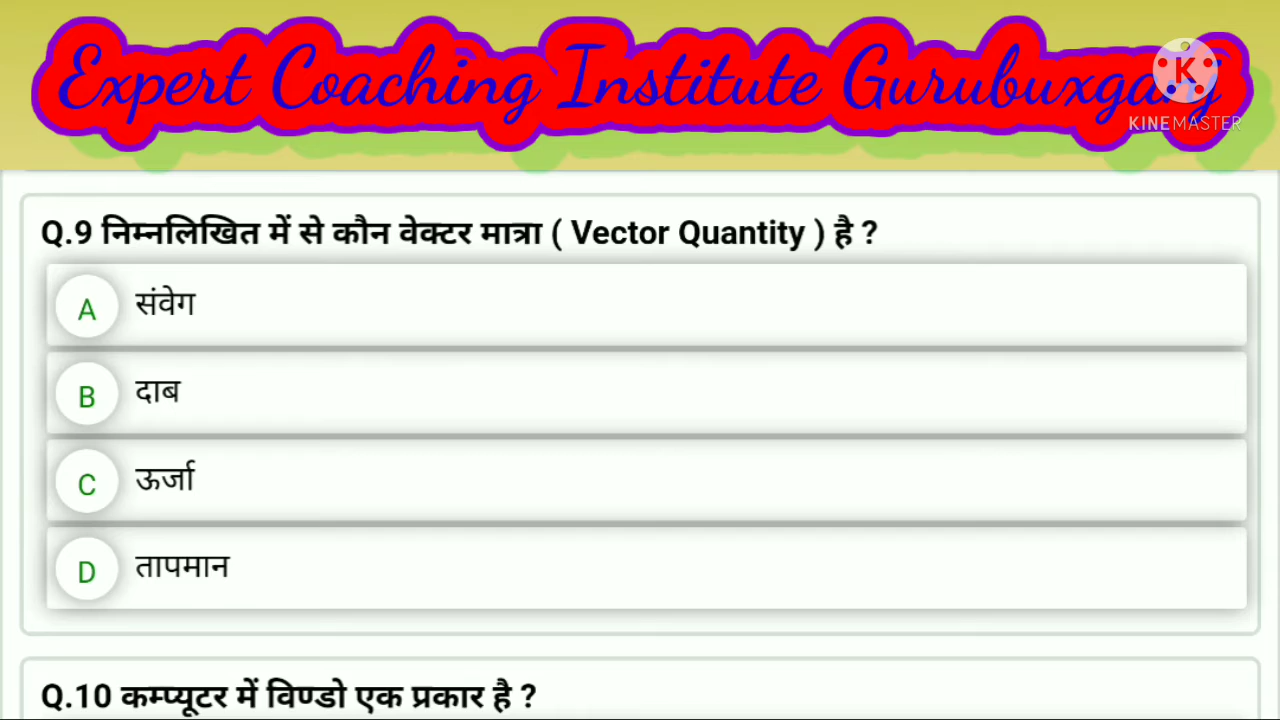 Expert Coaching Institute Gurubuxganj
KINEMASTER
Q.9 निम्नलिखित में से कौन वेक्टर मात्रा ( Vector Quantity ) है ?
A संवेग
B दाब
C ऊर्जा
D तापमान
Q.10 कम्प्यूटर में विण्डो एक प्रकार है ?